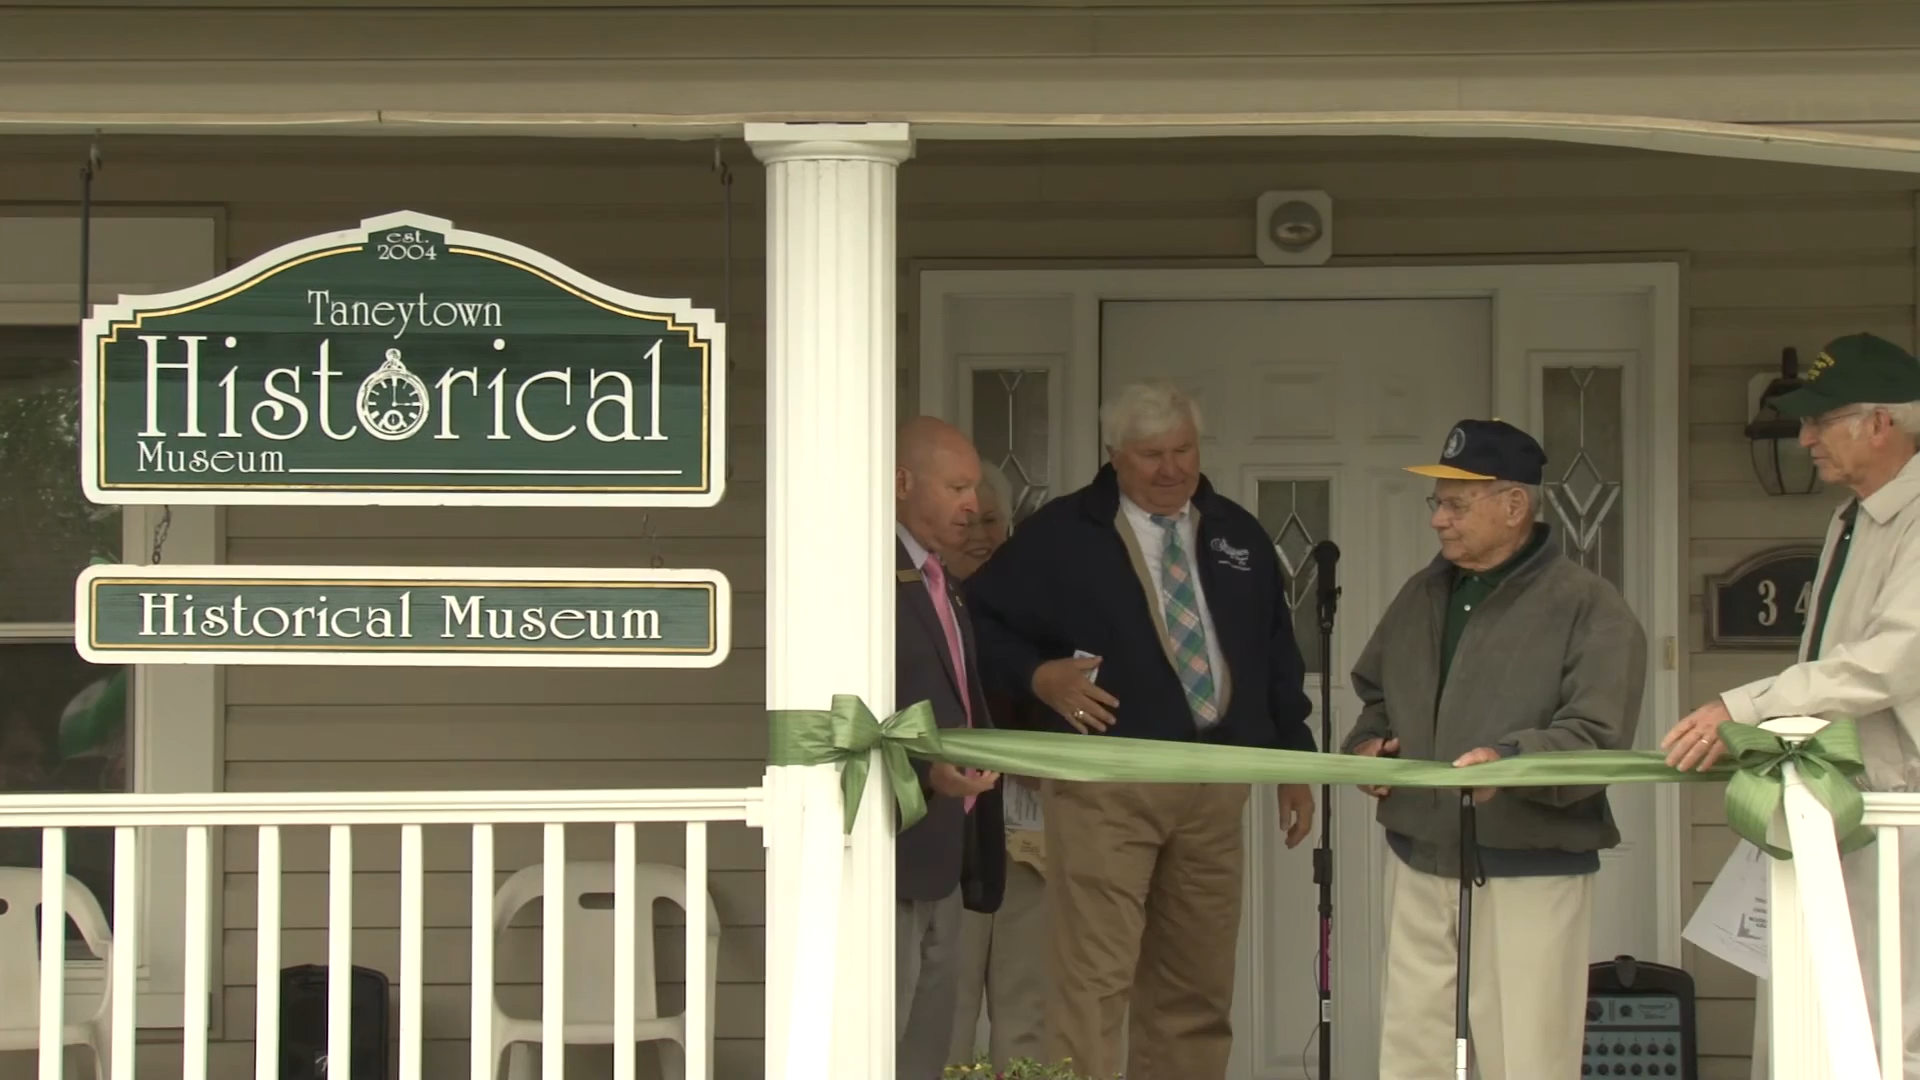 est.
2004
Taneytown
Historical
Museum
Historical Museum
34